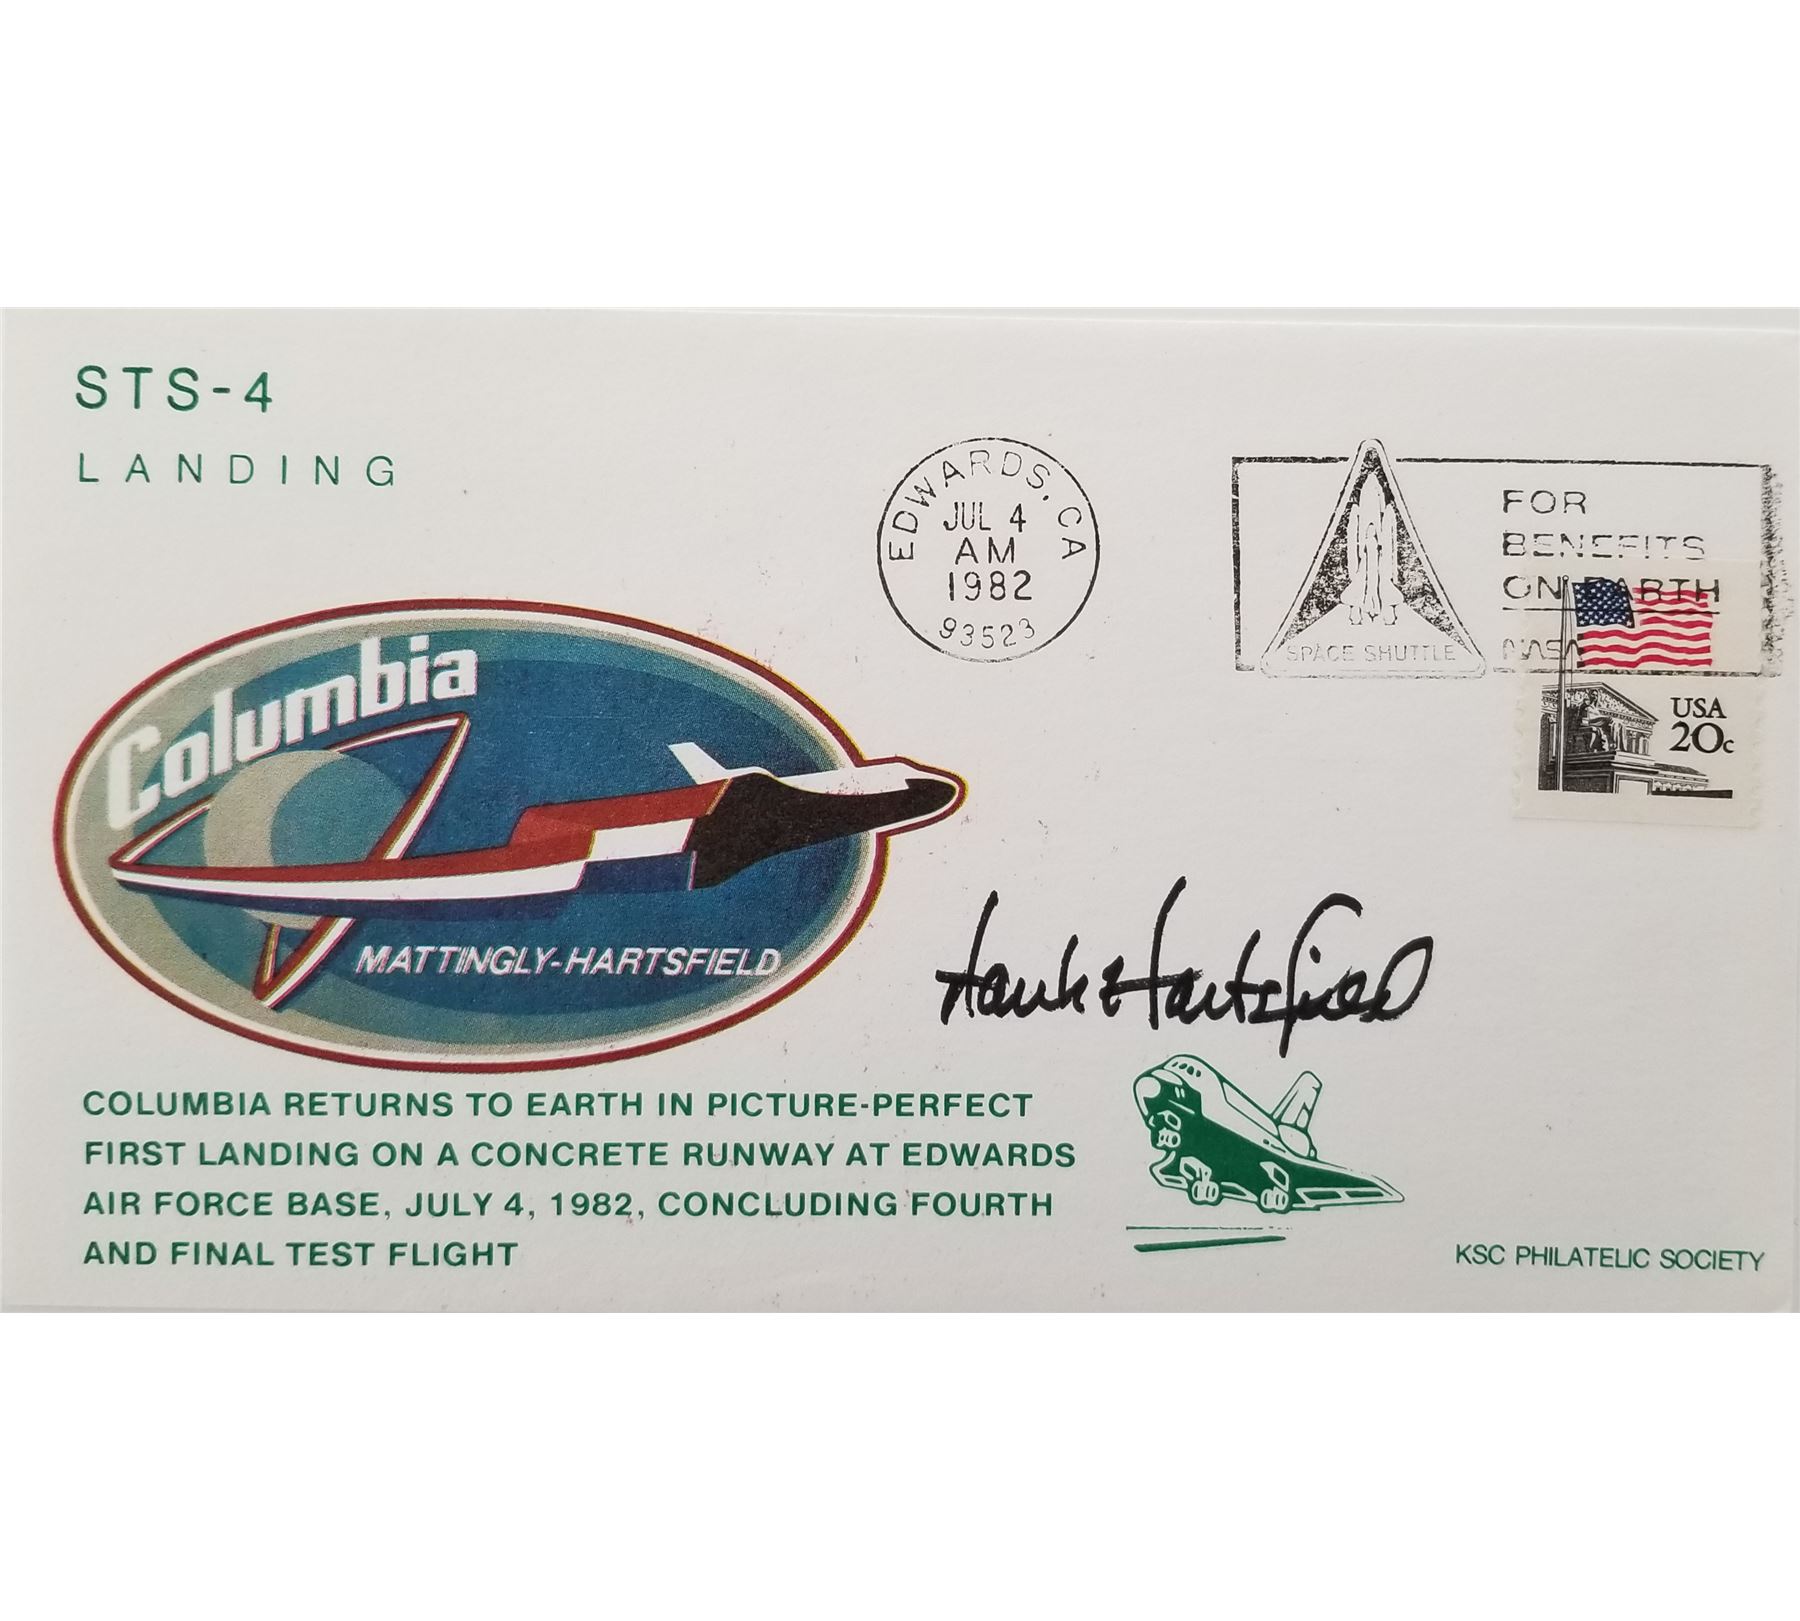 STS-4
LANDING
EDWARDS, CA
JUL 4
AM
1982
93523
SPACE SHUTTLE
FOR
BENEFITS
ON EARTH
NASA
USA
20c
Columbia
MATTINGLY-HARTSFIELD
Hank Hartsfield
COLUMBIA RETURNS TO EARTH IN PICTURE-PERFECT
FIRST LANDING ON A CONCRETE RUNWAY AT EDWARDS
AIR FORCE BASE, JULY 4, 1982, CONCLUDING FOURTH
AND FINAL TEST FLIGHT
KSC PHILATELIC SOCIETY